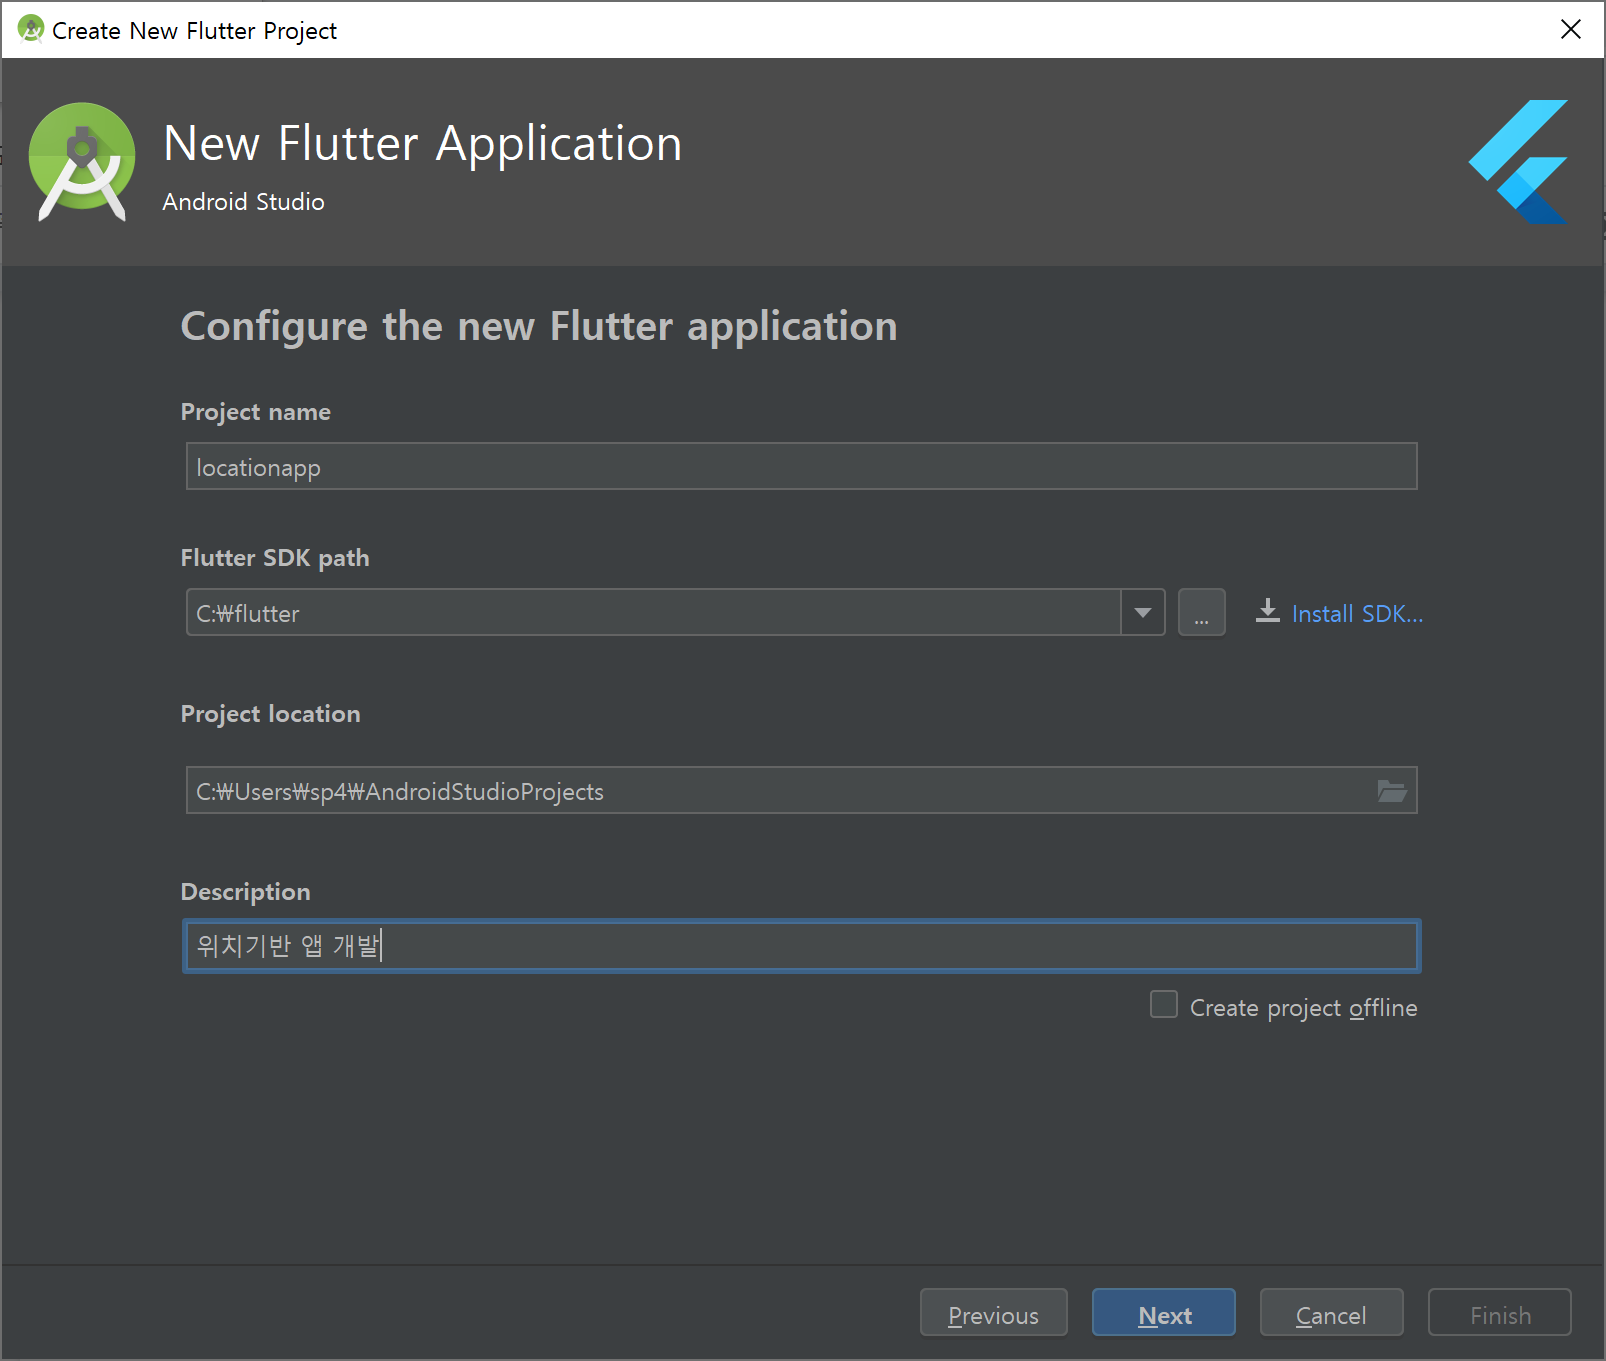 Create New Flutter Project
New Flutter Application
Android Studio
Configure the new Flutter application
Project name
locationapp
Flutter SDK path
C:₩flutter
... Install SDK...
Project location
C:₩Users₩sp4₩AndroidStudioProjects
Description
위치기반 앱 개발
Create project offline
Previous Next Cancel Finish